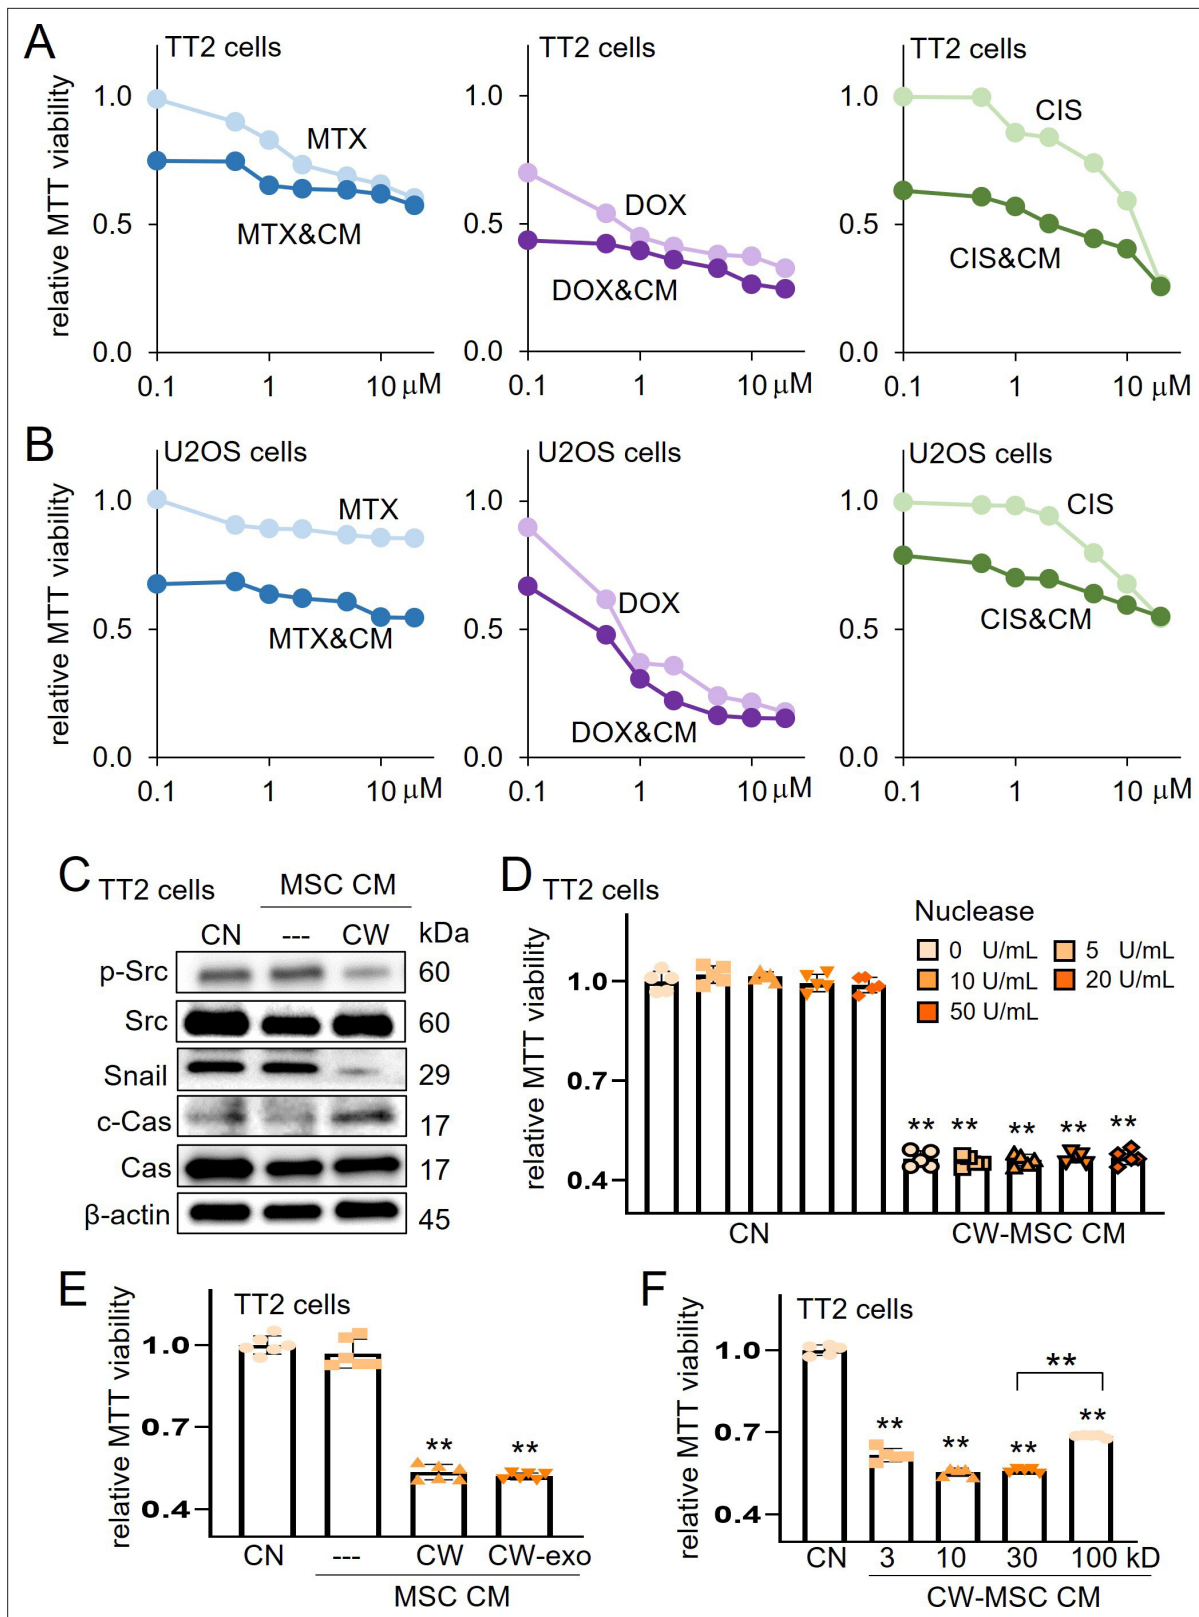 A
TT2 cells
TT2 cells
TT2 cells
relative MTT viability
1.0
0.5
0.0
MTX
MTX&CM
0.1 1 10 µM
1.0
0.5
0.0
DOX
DOX&CM
0.1 1 10 µM
1.0
0.5
0.0
CIS
CIS&CM
0.1 1 10 µM
B
U2OS cells
U2OS cells
U2OS cells
relative MTT viability
1.0
0.5
0.0
MTX
MTX&CM
0.1 1 10 µM
1.0
0.5
0.0
DOX
DOX&CM
0.1 1 10 µM
1.0
0.5
0.0
CIS
CIS&CM
0.1 1 10 µM
C
TT2 cells
MSC CM
CN --- CW kDa
p-Src 60
Src 60
Snail 29
c-Cas 17
Cas 17
β-actin 45
D
TT2 cells
relative MTT viability
1.0
0.7
0.4
Nuclease
0 U/mL 5 U/mL
10 U/mL 20 U/mL
50 U/mL
** ** ** ** **
CN CW-MSC CM
E
TT2 cells
relative MTT viability
1.0
0.7
0.4
** **
CN --- CW CW-exo
MSC CM
F
TT2 cells
relative MTT viability
1.0
0.7
0.4
**
** ** ** **
CN 3 10 30 100 kD
CW-MSC CM